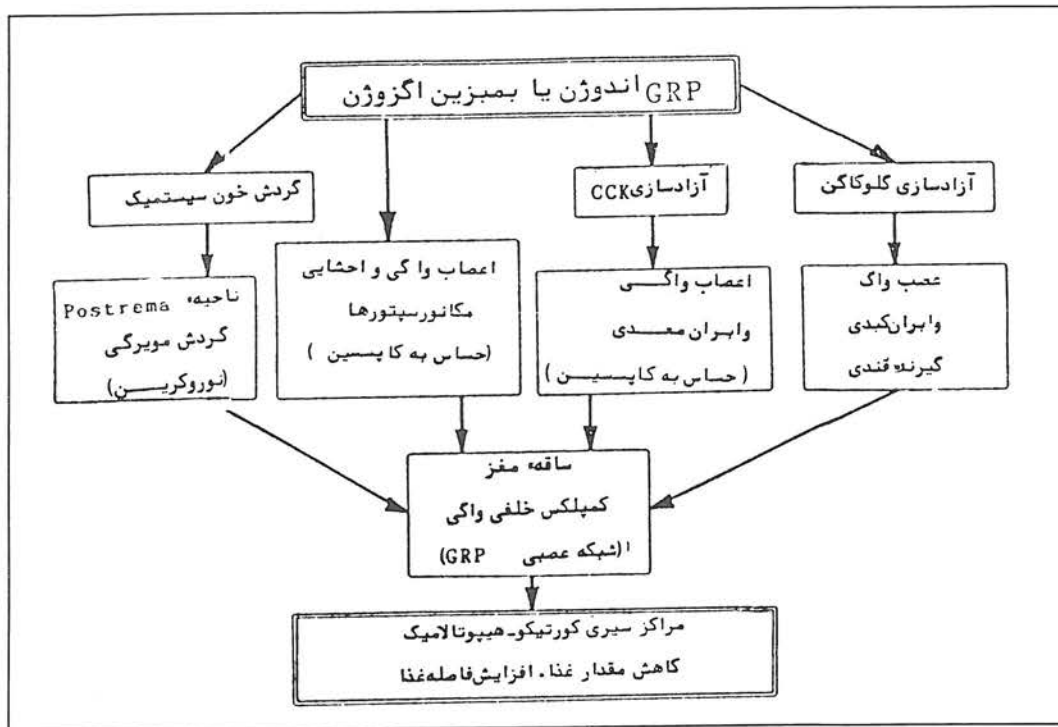 GRP اندوژن یا بمبزین اگزوژن
آزادسازی گلوکاگن
آزادسازی CCK
گردش خون سیستمیک
عصب واگ
وابران کبدی
گیرنده قندی
اعصاب واگی
وابران معدی
(حساس به کاپسین)
اعصاب واگی و احشایی
مکانورسپتورها
(حساس به کاپسین)
ناحیه Postrema
گردش مویرگی
(نوروکرین)
ساقه مغز
کمپلکس خلفی واگی
(شبکه عصبی GRP)
مراکز سیری کورتیکو-هیپوتالامیک
کاهش مقدار غذا. افزایش فاصله غذا